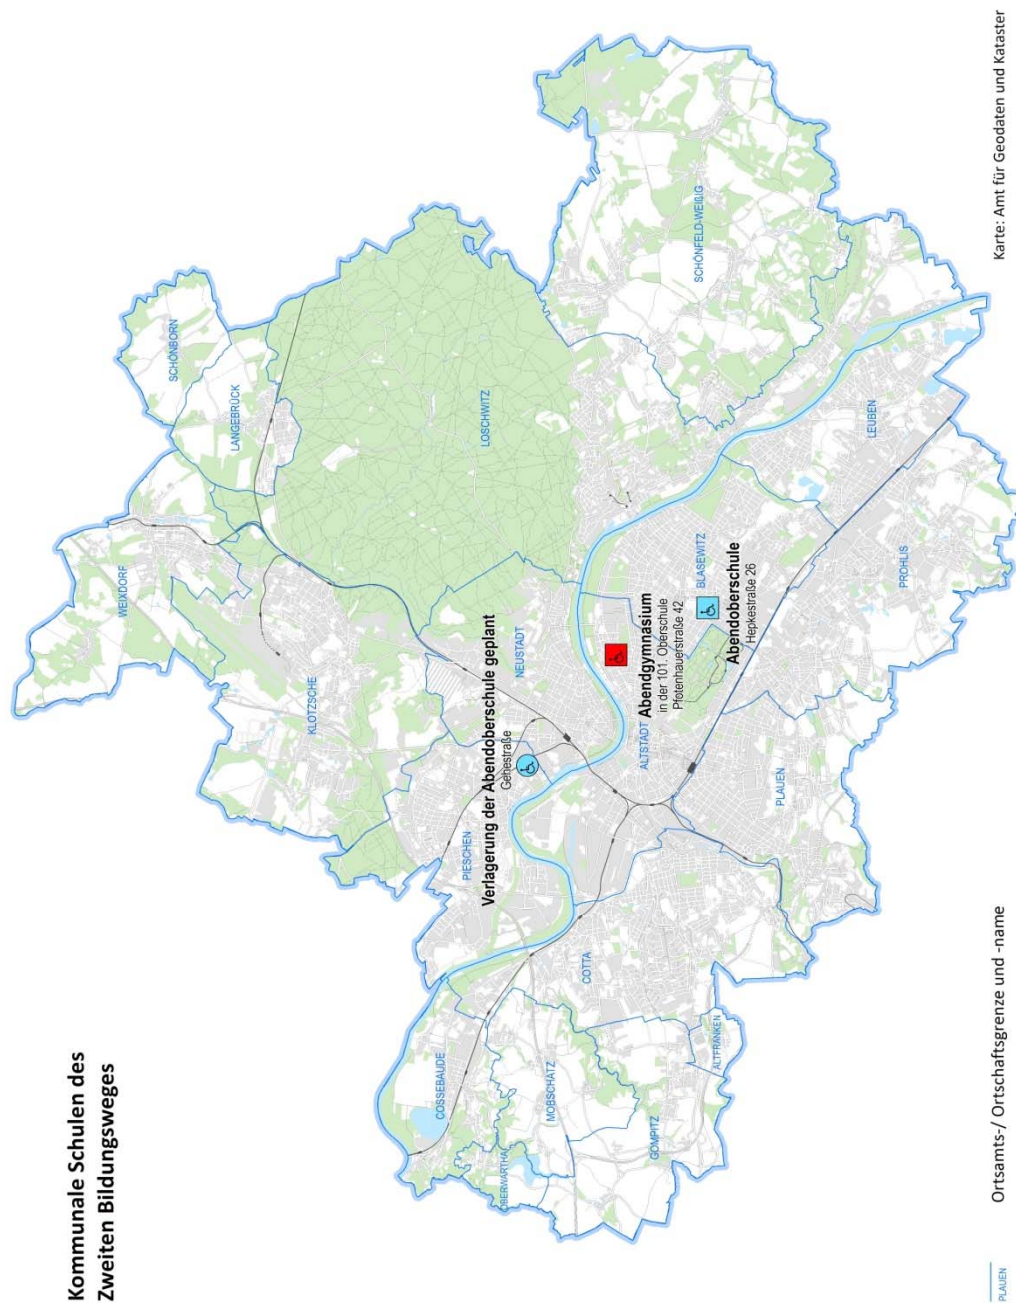 Kommunale Schulen des
Zweiten Bildungsweges
WEIXDORF
SCHÖNBORN
LANGEBRÜCK
KLOTZSCHE
LOSCHWITZ
PIESCHEN
NEUSTADT
SCHÖNFELD-WEIßIG
Verlagerung der Abendoberschule geplant
Gehestraße
COSSEBAUDE
OBERWARTHA
MOBSCHATZ
GOMPITZ
ALTFRANKEN
COTTA
ALTSTADT
Abendgymnasium
in der 101. Oberschule
Pfotenhauerstraße 42
BLASEWITZ
Abendoberschule
Hepkestraße 26
LEUBEN
PLAUEN
PROHLIS
PLAUEN
Ortsamts-/ Ortschaftsgrenze und -name
Karte: Amt für Geodaten und Kataster